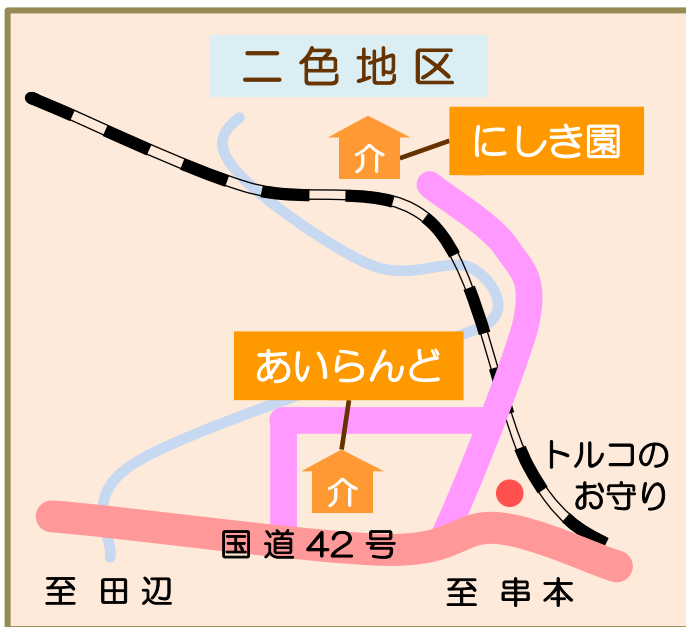 二色地区
介
にしき園
あいらんど
介
トルコの
お守り
国道42号
至 田辺
至 串本